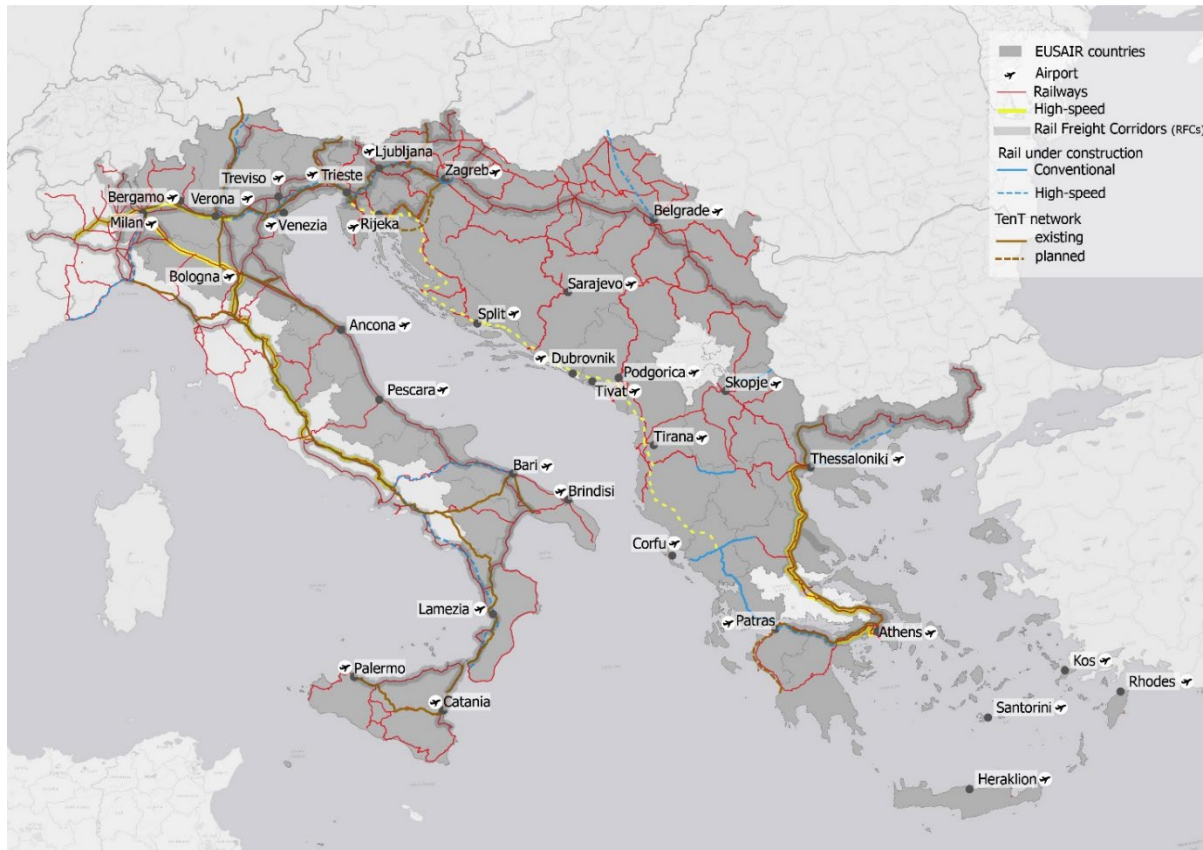 EUSAIR countries
Airport
Railways
High-speed
Rail Freight Corridors (RFCs)
Rail under construction
Conventional
High-speed
TenT network
existing
planned
Ljubljana
Treviso
Trieste
Zagreb
Bergamo
Verona
Milan
Venezia
Rijeka
Belgrade
Bologna
Sarajevo
Ancona
Split
Dubrovnik
Podgorica
Skopje
Pescara
Tivat
Tirana
Thessaloniki
Bari
Brindisi
Corfu
Lamezia
Patras
Athens
Palermo
Kos
Rhodes
Catania
Santorini
Heraklion